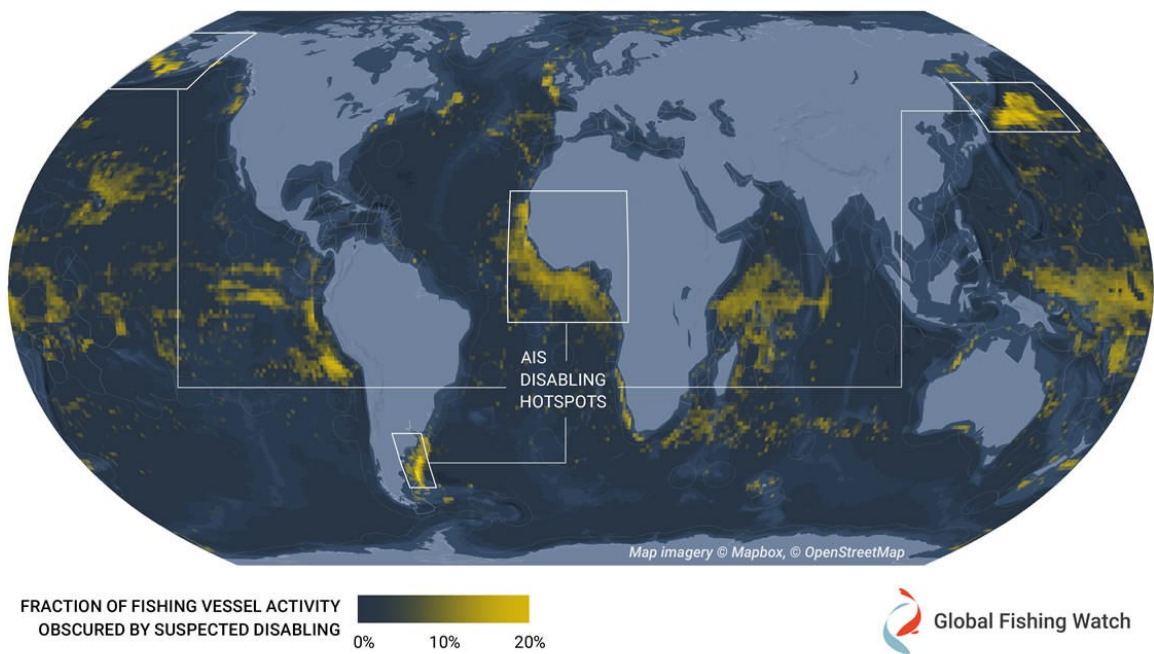 AIS
DISABLING
HOTSPOTS
Map imagery © Mapbox, © OpenStreetMap
FRACTION OF FISHING VESSEL ACTIVITY
OBSCURED BY SUSPECTED DISABLING
0% 10% 20%
Global Fishing Watch